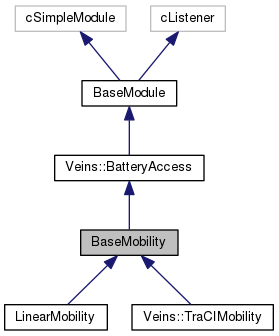 cSimpleModule
cListener
BaseModule
Veins::BatteryAccess
BaseMobility
LinearMobility
Veins::TraCIMobility